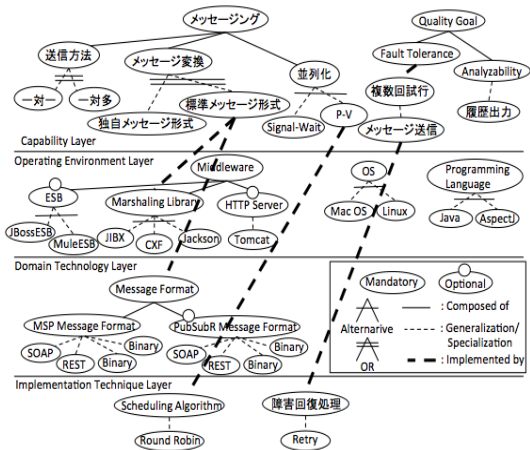 メッセージング
Quality Goal
送信方法
メッセージ変換
並列化
Fault Tolerance
Analyzability
一対一
一対多
標準メッセージ形式
独自メッセージ形式
Signal-Wait
P-V
複数回試行
メッセージ送信
履歴出力
Capability Layer
Operating Environment Layer
Middleware
ESB
Marshaling Library
HTTP Server
OS
Programming
Language
JBossESB
MuleESB
JIBX
CXF
Jackson
Tomcat
Mac OS
Linux
Java
AspectJ
Domain Technology Layer
Message Format
MSP Message Format
PubSubR Message Format
SOAP
REST
Binary
Binary
SOAP
REST
Binary
Binary
Mandatory
Optional
Alternarive
OR
: Composed of
: Generalization/
Specialization
: Implemented by
Implementation Technique Layer
Scheduling Algorithm
障害回復処理
Round Robin
Retry